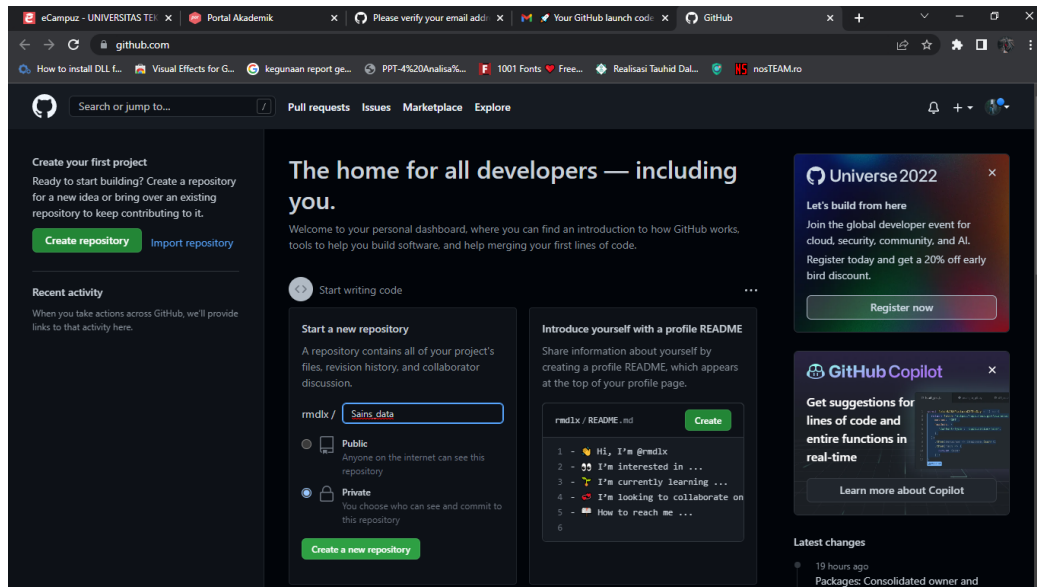 eCampuz - UNIVERSITAS TEK
Portal Akademik
Please verify your email addr
Your GitHub launch code
GitHub
github.com
How to install DLL f...
Visual Effects for G...
kegunaan report ge...
PPT-4%20Analisa%...
1001 Fonts ❤ Free...
Realisasi Tauhid Dal...
nosTEAM.ro
Search or jump to...
/
Pull requests
Issues
Marketplace
Explore
Create your first project
Ready to start building? Create a repository
for a new idea or bring over an existing
repository to keep contributing to it.
Create repository
Import repository
Recent activity
When you take actions across GitHub, we'll provide
links to that activity here.
The home for all developers — including
you.
Welcome to your personal dashboard, where you can find an introduction to how GitHub works,
tools to help you build software, and help merging your first lines of code.
Start writing code
Start a new repository
A repository contains all of your project's
files, revision history, and collaborator
discussion.
rmdlx / Sains_data
Public
Anyone on the internet can see this
repository
Private
You choose who can see and commit to
this repository
Create a new repository
Introduce yourself with a profile README
Share information about yourself by
creating a profile README, which appears
at the top of your profile page.
rmdlx / README.md
Create
1 - 👋 Hi, I'm @rmdlx
2 - 👀 I'm interested in ...
3 - 🌱 I'm currently learning ...
4 - 💞️ I'm looking to collaborate on
5 - 📫 How to reach me ...
6
Universe 2022
Let's build from here
Join the global developer event for
cloud, security, community, and AI.
Register today and get a 20% off early
bird discount.
Register now
GitHub Copilot
Get suggestions for
lines of code and
entire functions in
real-time
Learn more about Copilot
Latest changes
19 hours ago
Packages: Consolidated owner and